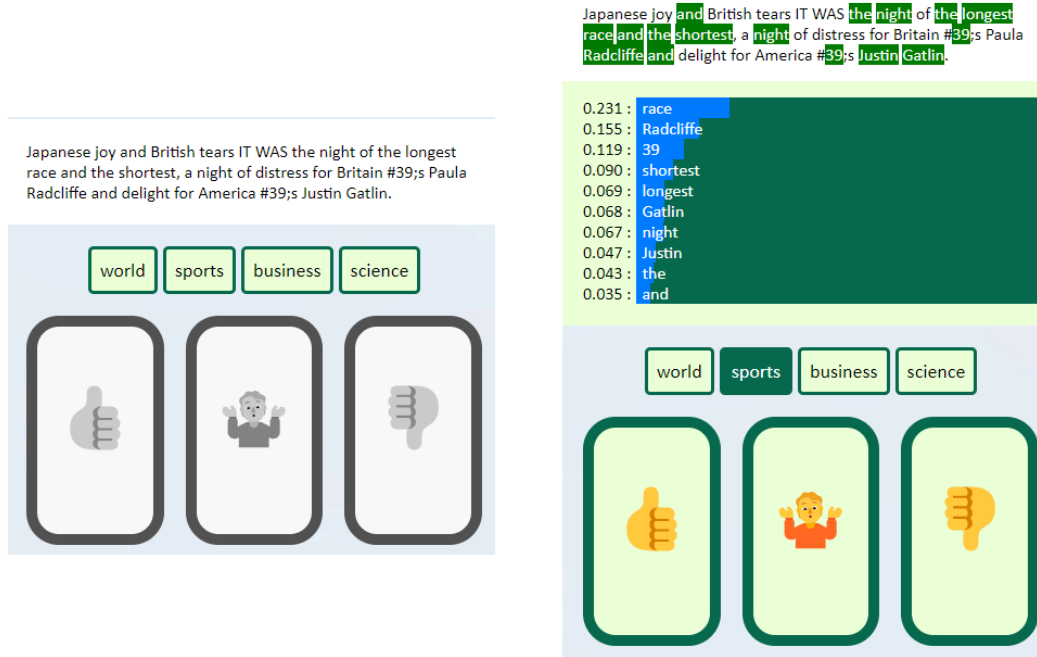 Japanese joy and British tears IT WAS the night of the longest
race and the shortest, a night of distress for Britain #39;s Paula
Radcliffe and delight for America #39;s Justin Gatlin.
world sports business science
Japanese joy and British tears IT WAS the night of the longest
race and the shortest, a night of distress for Britain #39;s Paula
Radcliffe and delight for America #39;s Justin Gatlin.
0.231 : race
0.155 : Radcliffe
0.119 : 39
0.090 : shortest
0.069 : longest
0.068 : Gatlin
0.067 : night
0.047 : Justin
0.043 : the
0.035 : and
world sports business science